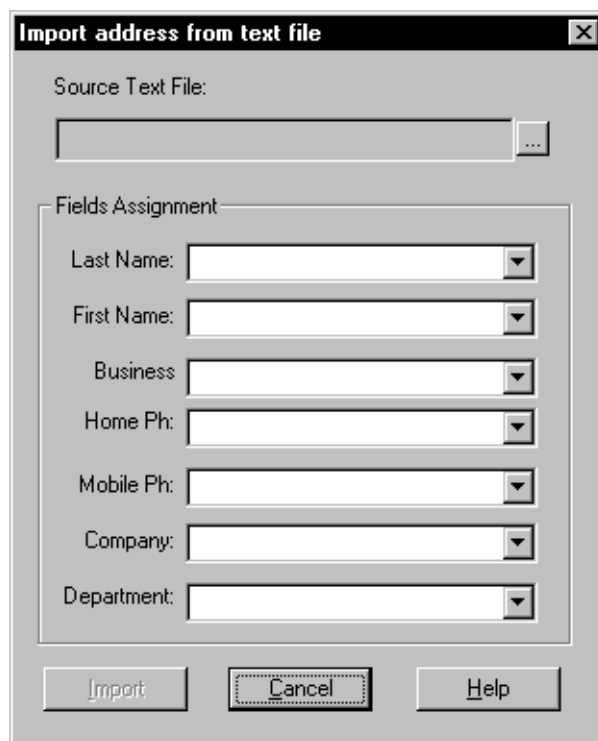 Import address from text file
Source Text File:
...
Fields Assignment
Last Name:
First Name:
Business
Home Ph:
Mobile Ph:
Company:
Department:
Import Cancel Help